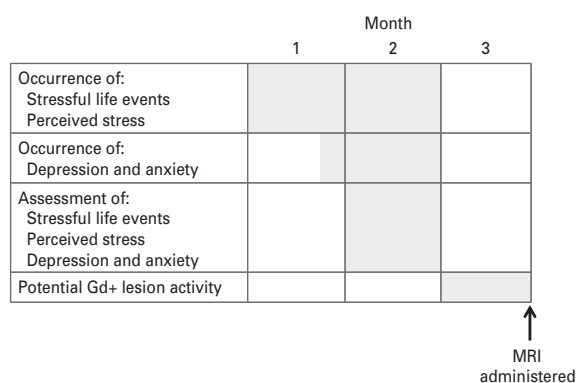 Month
1 2 3
Occurrence of:
Stressful life events
Perceived stress
Occurrence of:
Depression and anxiety
Assessment of:
Stressful life events
Perceived stress
Depression and anxiety
Potential Gd+ lesion activity
MRI
administered